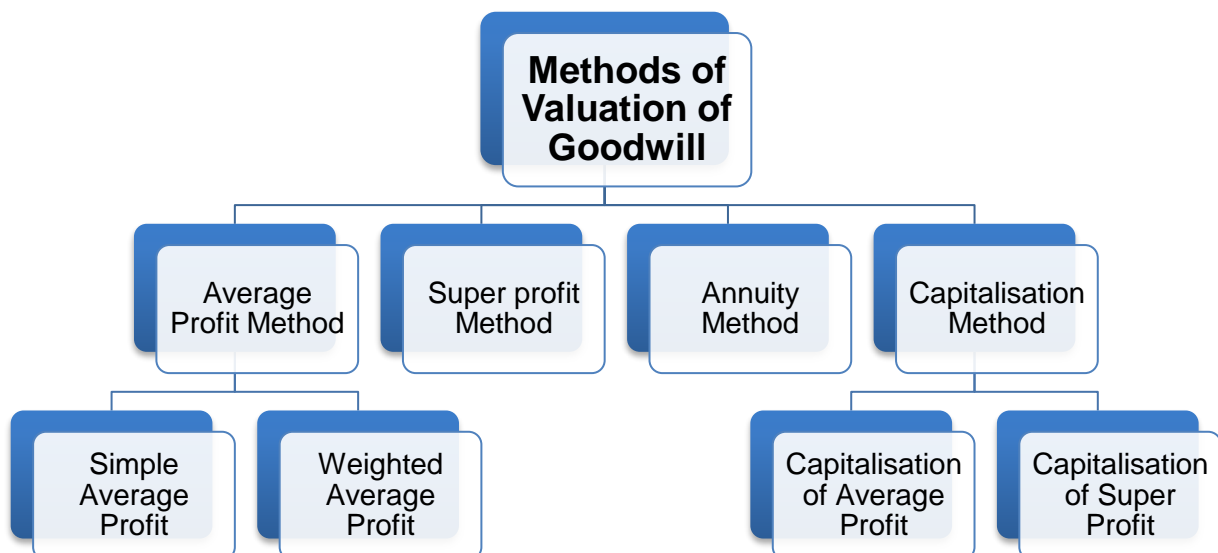 Methods of
Valuation of
Goodwill
Average
Profit Method
Super profit
Method
Annuity
Method
Capitalisation
Method
Simple
Average
Profit
Weighted
Average
Profit
Capitalisation
of Average
Profit
Capitalisation
of Super
Profit